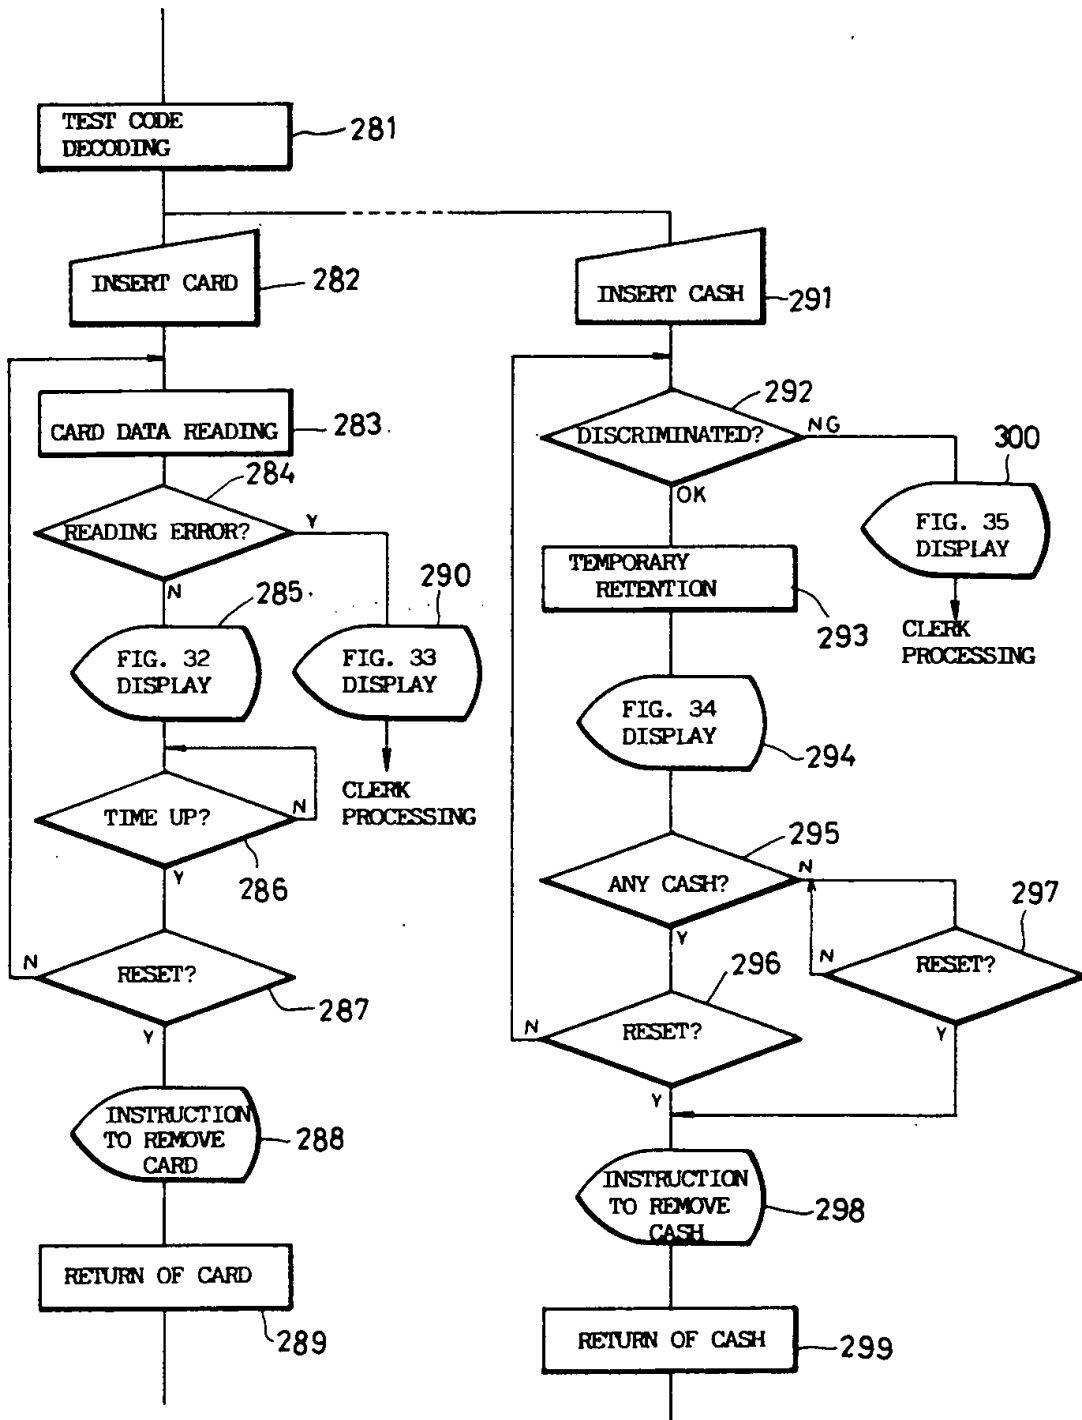 TEST CODE
DECODING
281
INSERT CARD
282
CARD DATA READING
283
284
READING ERROR?
Y
N
285
FIG. 32
DISPLAY
290
FIG. 33
DISPLAY
CLERK
PROCESSING
TIME UP?
N
Y
286
RESET?
N
Y
287
INSTRUCTION
TO REMOVE
CARD
288
RETURN OF CARD
289
INSERT CASH
291
292
DISCRIMINATED?
NG
OK
300
FIG. 35
DISPLAY
CLERK
PROCESSING
TEMPORARY
RETENTION
293
FIG. 34
DISPLAY
294
295
ANY CASH?
N
Y
297
RESET?
N
Y
296
RESET?
N
Y
INSTRUCTION
TO REMOVE
CASH
298
RETURN OF CASH
299